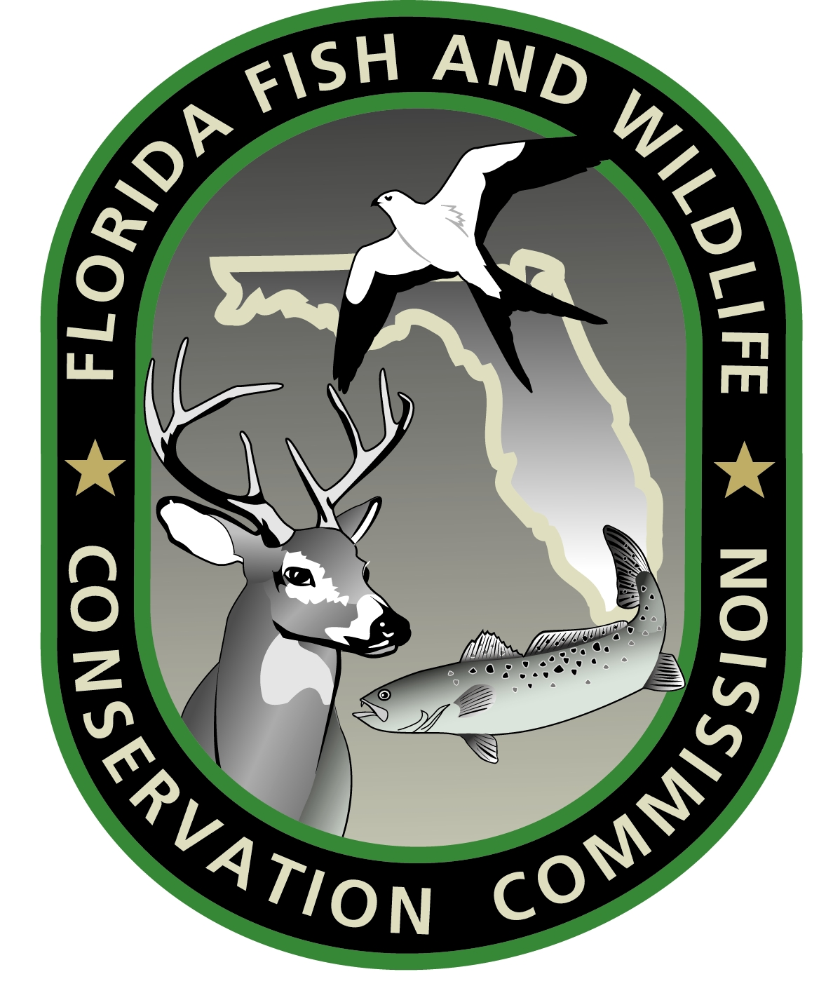 FLORIDA FISH AND WILDLIFE
CONSERVATION COMMISSION